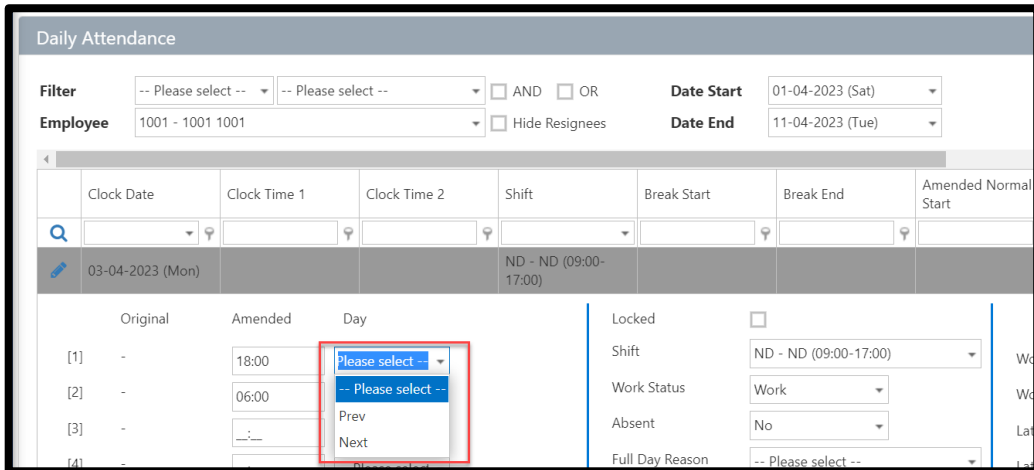 Daily Attendance
Filter -- Please select -- -- Please select -- AND OR Date Start 01-04-2023 (Sat)
Employee 1001 - 1001 1001 Hide Resignees Date End 11-04-2023 (Tue)
Clock Date Clock Time 1 Clock Time 2 Shift Break Start Break End Amended Normal
Start
03-04-2023 (Mon) ND - ND (09:00-
17:00)
Original Amended Day Locked
[1] - 18:00 Please select -- Shift ND - ND (09:00-17:00)
[2] - 06:00 -- Please select -- Work Status Work
Prev
[3] - __:__ Next Absent No
[4] - Full Day Reason -- Please select --